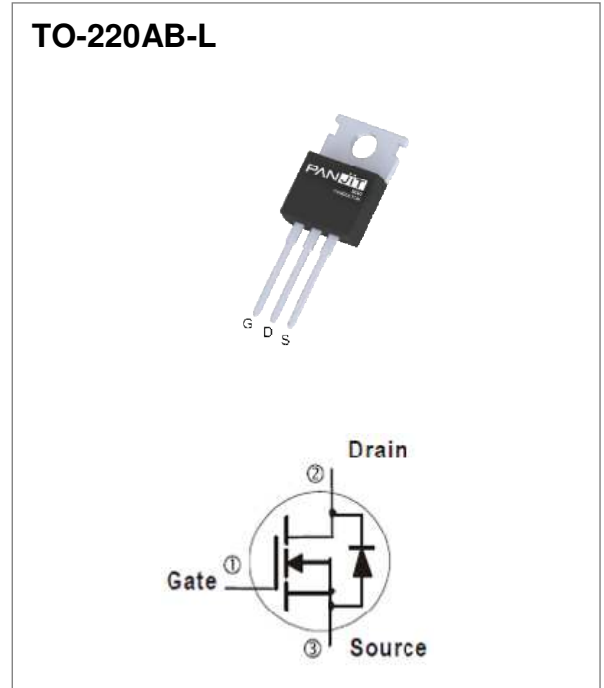 TO-220AB-L
PANJIT
G D S
Drain
②
①
Gate
③
Source